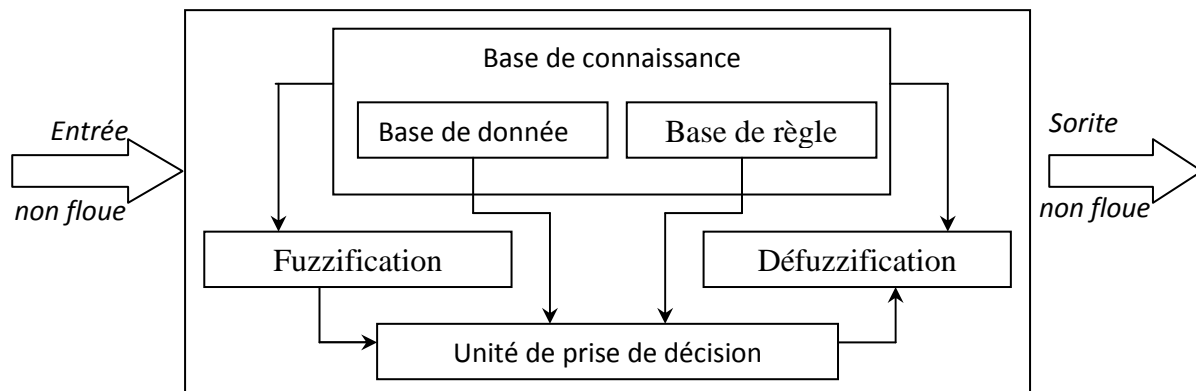 Base de connaissance
Entrée
non floue
Base de donnée
Base de règle
Sorite
non floue
Fuzzification
Défuzzification
Unité de prise de décision